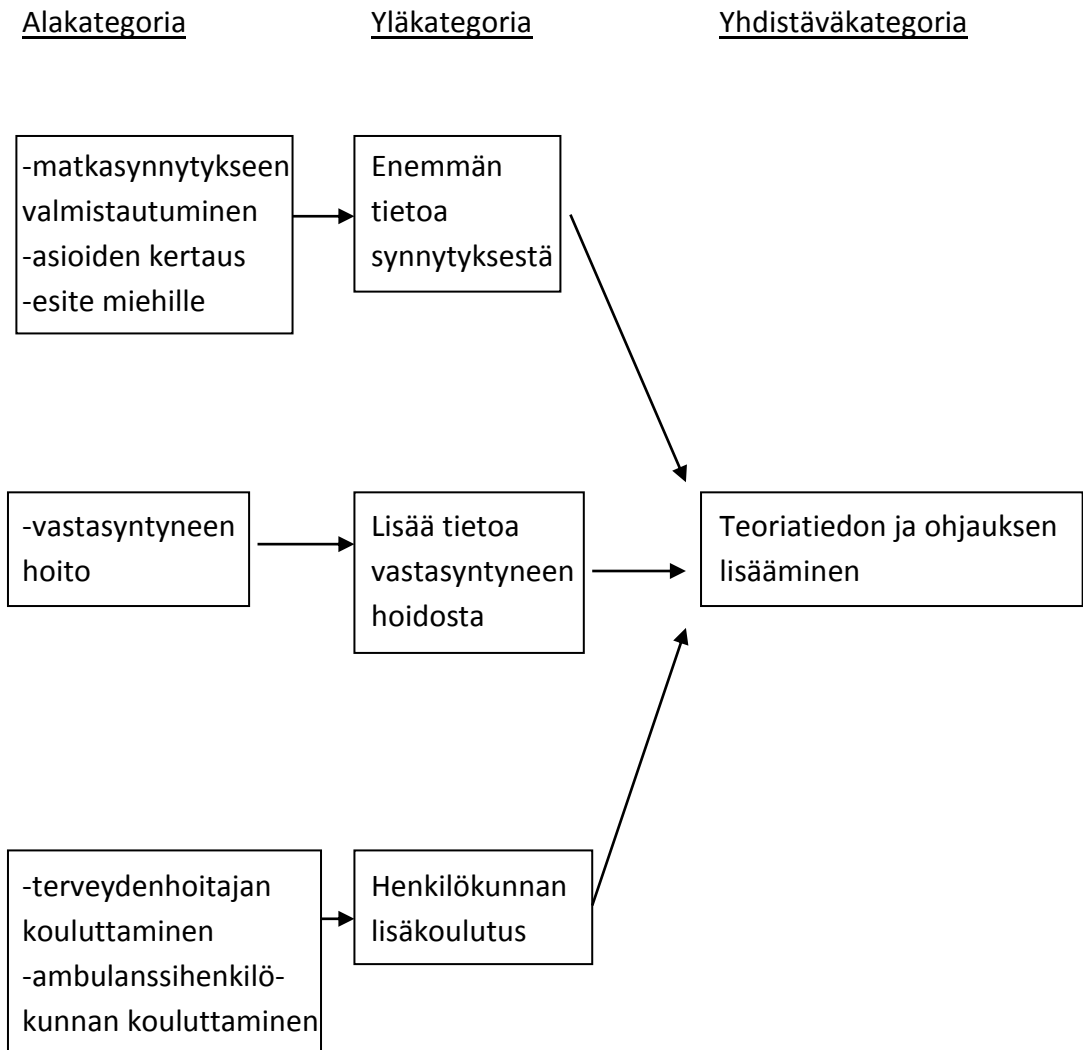 Alakategoria
Yläkategoria
Yhdistäväkategoria
-matkasynnytykseen
valmistautuminen
-asioiden kertaus
-esite miehille
Enemmän
tietoa
synnytyksestä
-vastasyntyneen
hoito
Lisää tietoa
vastasyntyneen
hoidosta
Teoriatiedon ja ohjauksen
lisääminen
-terveydenhoitajan
kouluttaminen
-ambulanssihenkilö-
kunnan kouluttaminen
Henkilökunnan
lisäkoulutus